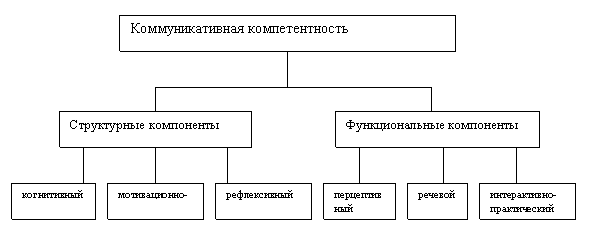 Коммуникативная компетентность
Структурные компоненты
Функциональные компоненты
когнитивный
мотивационно-
рефлексивный
перцептив
ный
речевой
интерактивно-
практический